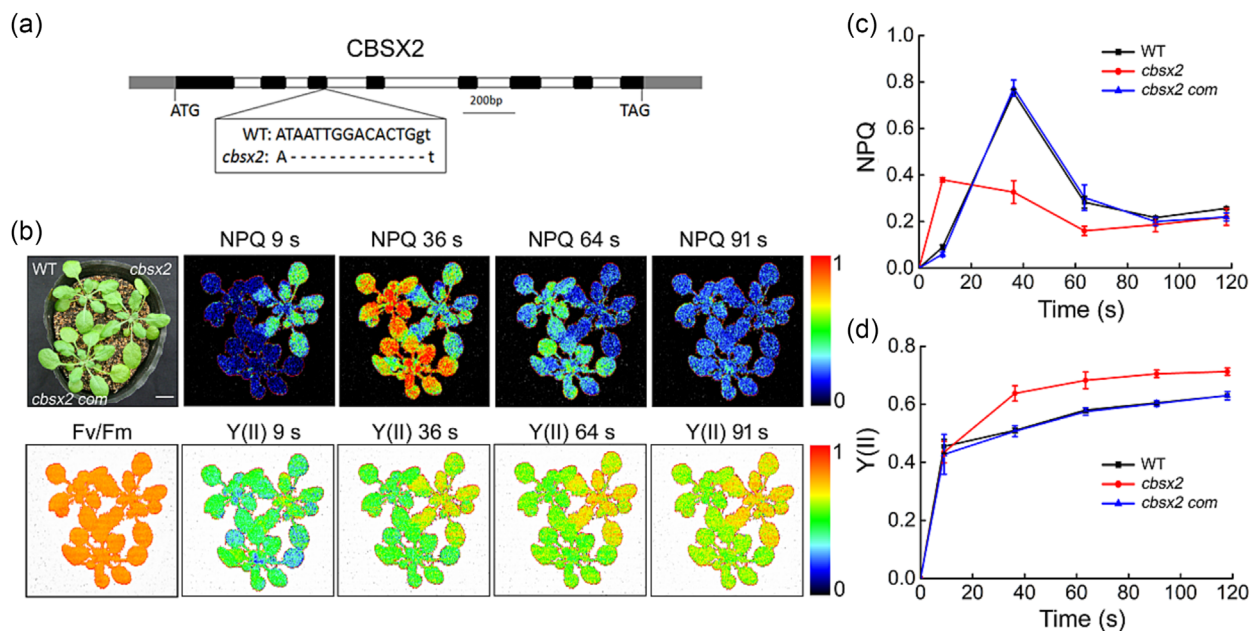 (a)
CBSX2
ATG
200bp
TAG
WT: ATAATTGGACACTGgt
cbsx2: A--------------t
(b)
WT
cbsx2
cbsx2 com
NPQ 9 s
NPQ 36 s
NPQ 64 s
NPQ 91 s
1
0
Fv/Fm
Y(II) 9 s
Y(II) 36 s
Y(II) 64 s
Y(II) 91 s
1
0
(c)
NPQ
1.0
0.8
0.6
0.4
0.2
0.0
0 20 40 60 80 100 120
Time (s)
WT
cbsx2
cbsx2 com
(d)
Y(II)
0.8
0.6
0.4
0.2
0.0
0 20 40 60 80 100 120
Time (s)
WT
cbsx2
cbsx2 com